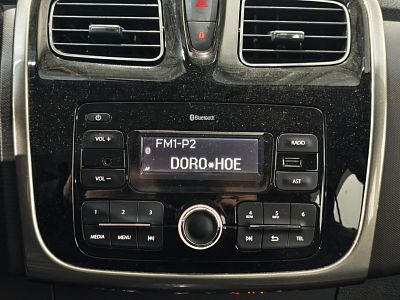 Bluetooth
FM1-P2
DORO*HOE
VOL +
VOL –
RADIO
AST
1 2 3
MEDIA MENU
4 5 6
TEL